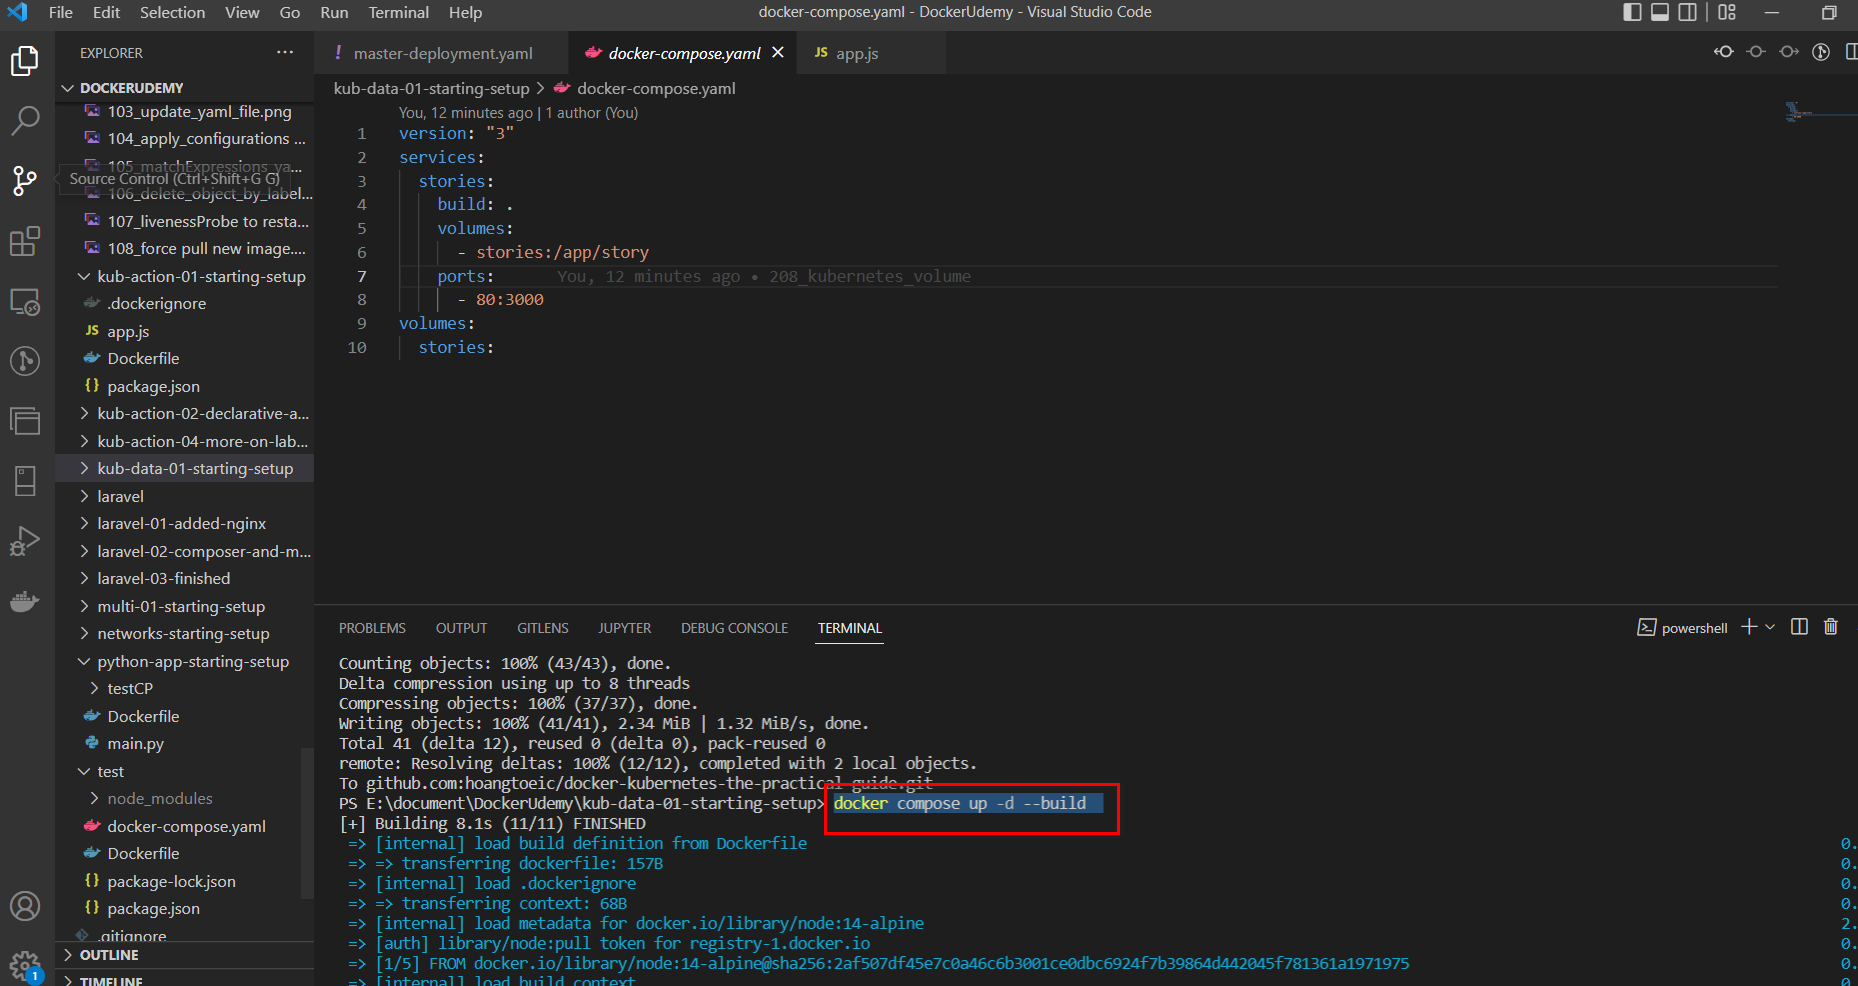 File Edit Selection View Go Run Terminal Help
docker-compose.yaml - DockerUdemy - Visual Studio Code
EXPLORER
DOCKERUDEMY
103_update_yaml_file.png
104_apply_configurations ...
105_matchExpressions_ya...
Source Control (Ctrl+Shift+G G)
106_delete_object_by_label...
107_livenessProbe to resta...
108_force pull new image....
kub-action-01-starting-setup
.dockerignore
JS app.js
Dockerfile
{} package.json
kub-action-02-declarative-a...
kub-action-04-more-on-lab...
kub-data-01-starting-setup
laravel
laravel-01-added-nginx
laravel-02-composer-and-m...
laravel-03-finished
multi-01-starting-setup
networks-starting-setup
python-app-starting-setup
testCP
Dockerfile
main.py
test
node_modules
docker-compose.yaml
Dockerfile
{} package-lock.json
{} package.json
.gitignore
OUTLINE
TIMELINE
1
! master-deployment.yaml
docker-compose.yaml
JS app.js
kub-data-01-starting-setup > docker-compose.yaml
You, 12 minutes ago | 1 author (You)
1 version: "3"
2 services:
3 stories:
4 build: .
5 volumes:
6 - stories:/app/story
7 ports: You, 12 minutes ago • 208_kubernetes_volume
8 - 80:3000
9 volumes:
10 stories:
PROBLEMS OUTPUT GITLENS JUPYTER DEBUG CONSOLE TERMINAL
powershell
Counting objects: 100% (43/43), done.
Delta compression using up to 8 threads
Compressing objects: 100% (37/37), done.
Writing objects: 100% (41/41), 2.34 MiB | 1.32 MiB/s, done.
Total 41 (delta 12), reused 0 (delta 0), pack-reused 0
remote: Resolving deltas: 100% (12/12), completed with 2 local objects.
To github.com:hoangtoeic/docker-kubernetes-the-practical-guide.git
PS E:\document\DockerUdemy\kub-data-01-starting-setup> docker compose up -d --build
[+] Building 8.1s (11/11) FINISHED
=> [internal] load build definition from Dockerfile 0.
=> => transferring dockerfile: 157B 0.
=> [internal] load .dockerignore 0.
=> => transferring context: 68B 0.
=> [internal] load metadata for docker.io/library/node:14-alpine 2.
=> [auth] library/node:pull token for registry-1.docker.io 0.
=> [1/5] FROM docker.io/library/node:14-alpine@sha256:2af507df45e7c0a46c6b3001ce0dbc6924f7b39864d442045f781361a1971975 0.
=> [internal] load build context 0.